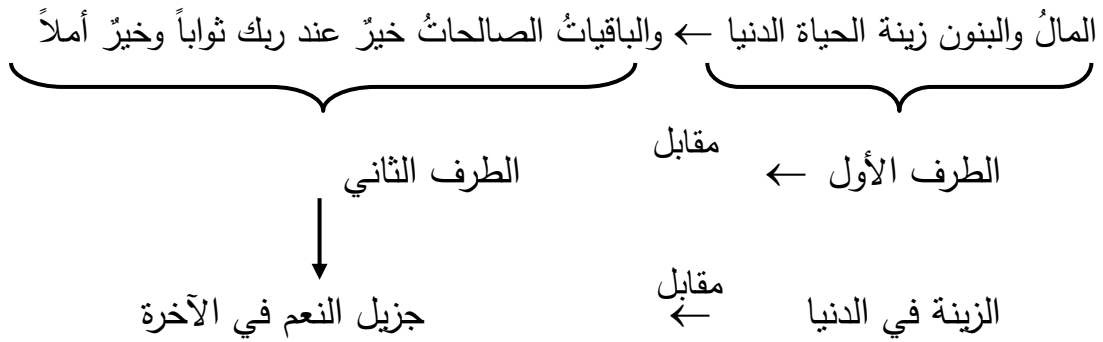 المالُ والبنون زينة الحياة الدنيا ← والباقياتُ الصالحاتُ خيرٌ عند ربك ثواباً وخيرٌ أملاً
الطرف الأول ← مقابل الطرف الثاني
الزينة في الدنيا ← مقابل جزيل النعم في الآخرة